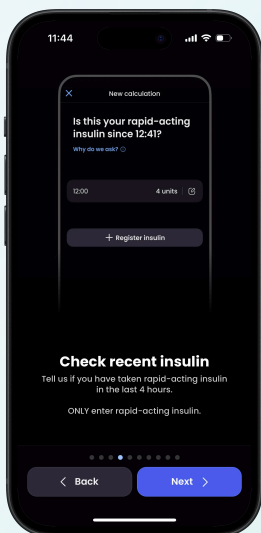 11:44
New calculation
Is this your rapid-acting
insulin since 12:41?
Why do we ask?
12:00 4 units
+ Register insulin
Check recent insulin
Tell us if you have taken rapid-acting insulin
in the last 4 hours.
ONLY enter rapid-acting insulin.
< Back Next >